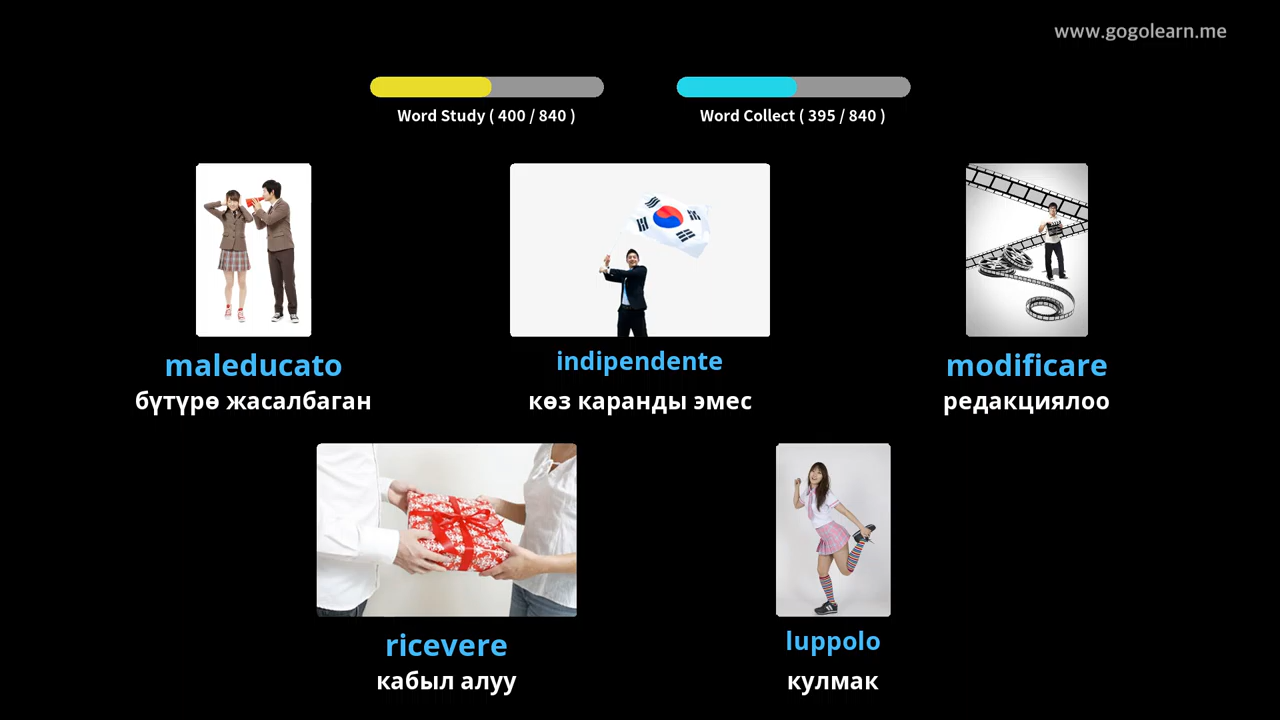 www.gogolearn.me
Word Study ( 400 / 840 )
Word Collect ( 395 / 840 )
maleducato
бүтүрө жасалбаган
indipendente
көз каранды эмес
modificare
редакциялоо
ricevere
кабыл алуу
luppolo
кулмак